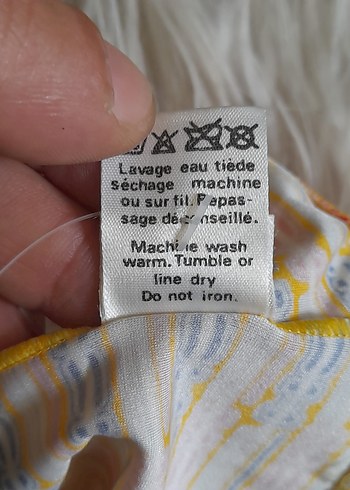 Lavage eau tiède
séchage machine
ou sur fil. Repas-
sage déconseillé.
Machine wash
warm. Tumble or
line dry
Do not iron.